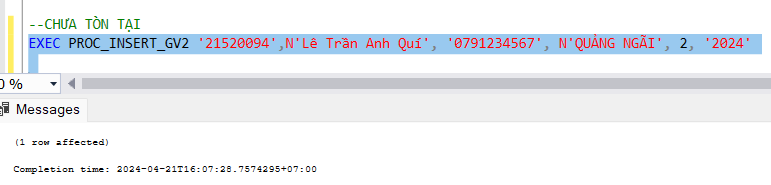 --CHƯA TỒN TẠI
EXEC PROC_INSERT_GV2 '21520094',N'Lê Trần Anh Quí', '0791234567', N'QUẢNG NGÃI', 2, '2024'
0 %
Messages
(1 row affected)
Completion time: 2024-04-21T16:07:28.7574295+07:00